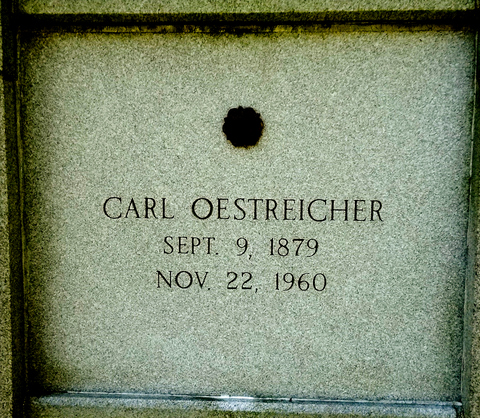 CARL OESTREICHER
SEPT. 9, 1879
NOV. 22, 1960